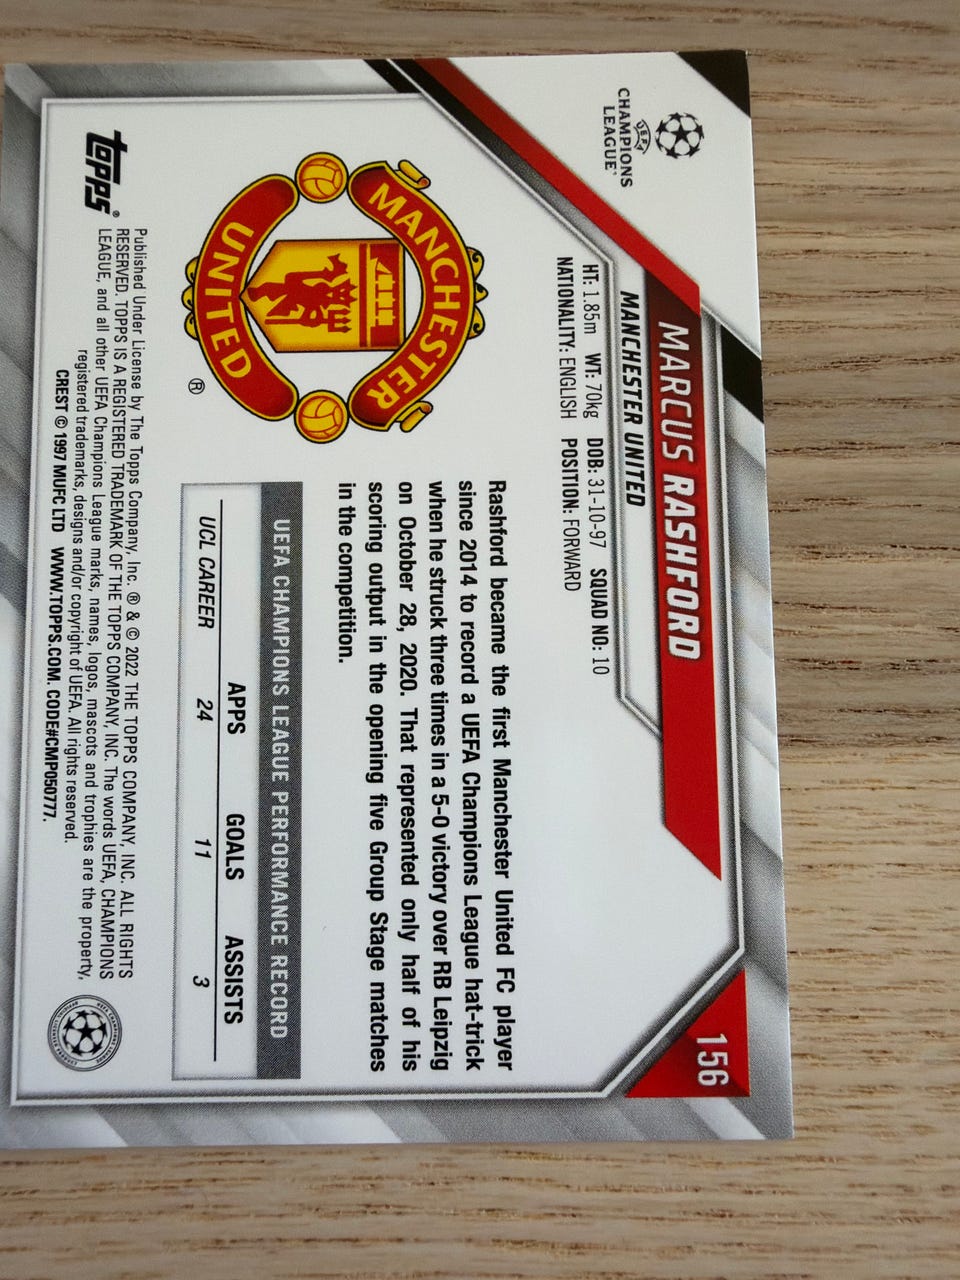 UEFA
CHAMPIONS
LEAGUE
156
MARCUS RASHFORD
MANCHESTER UNITED
HT: 1.85m WT: 70kg DOB: 31-10-97 SQUAD NO: 10
NATIONALITY: ENGLISH POSITION: FORWARD
MANCHESTER
UNITED
®
Rashford became the first Manchester United FC player
since 2014 to record a UEFA Champions League hat-trick
when he struck three times in a 5-0 victory over RB Leipzig
on October 28, 2020. That represented only half of his
scoring output in the opening five Group Stage matches
in the competition.
UEFA CHAMPIONS LEAGUE PERFORMANCE RECORD
APPS GOALS ASSISTS
UCL CAREER 24 11 3
topps®
Published Under License by The Topps Company, Inc. ® & © 2022 THE TOPPS COMPANY, INC. ALL RIGHTS
RESERVED. TOPPS IS A REGISTERED TRADEMARK OF THE TOPPS COMPANY, INC. The words UEFA, CHAMPIONS
LEAGUE, and all other UEFA Champions League marks, names, logos, mascots and trophies are the property,
registered trademarks, designs and/or copyright of UEFA. All rights reserved.
CREST © 1997 MUFC LTD WWW.TOPPS.COM. CODE#CMP050777.